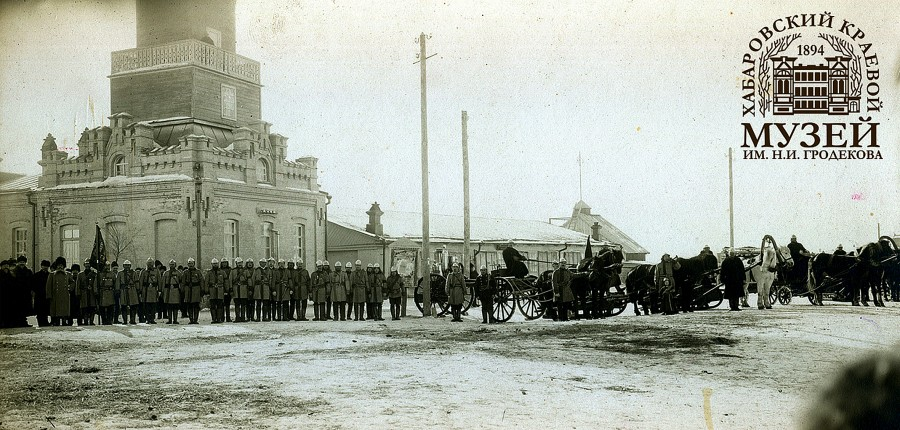 ХАБАРОВСКИЙ КРАЕВОЙ
1894
МУЗЕЙ
ИМ. Н.И. ГРОДЕКОВА